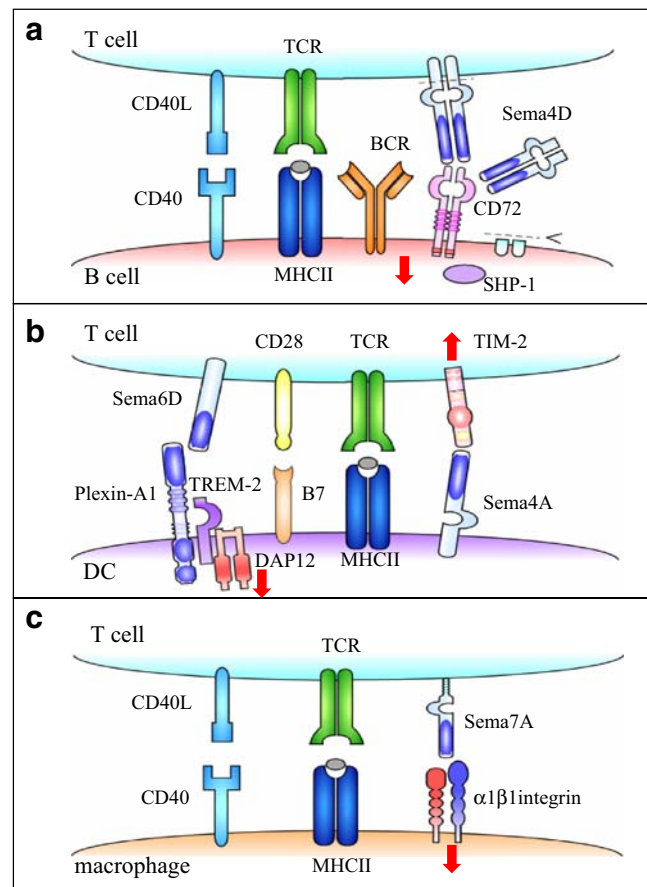 a
T cell
TCR
CD40L
Sema4D
BCR
CD40
CD72
MHCII
SHP-1
B cell
b
T cell
CD28
TCR
TIM-2
Sema6D
Plexin-A1
TREM-2
B7
Sema4A
DAP12
MHCII
DC
c
T cell
TCR
CD40L
Sema7A
CD40
α1β1integrin
macrophage
MHCII